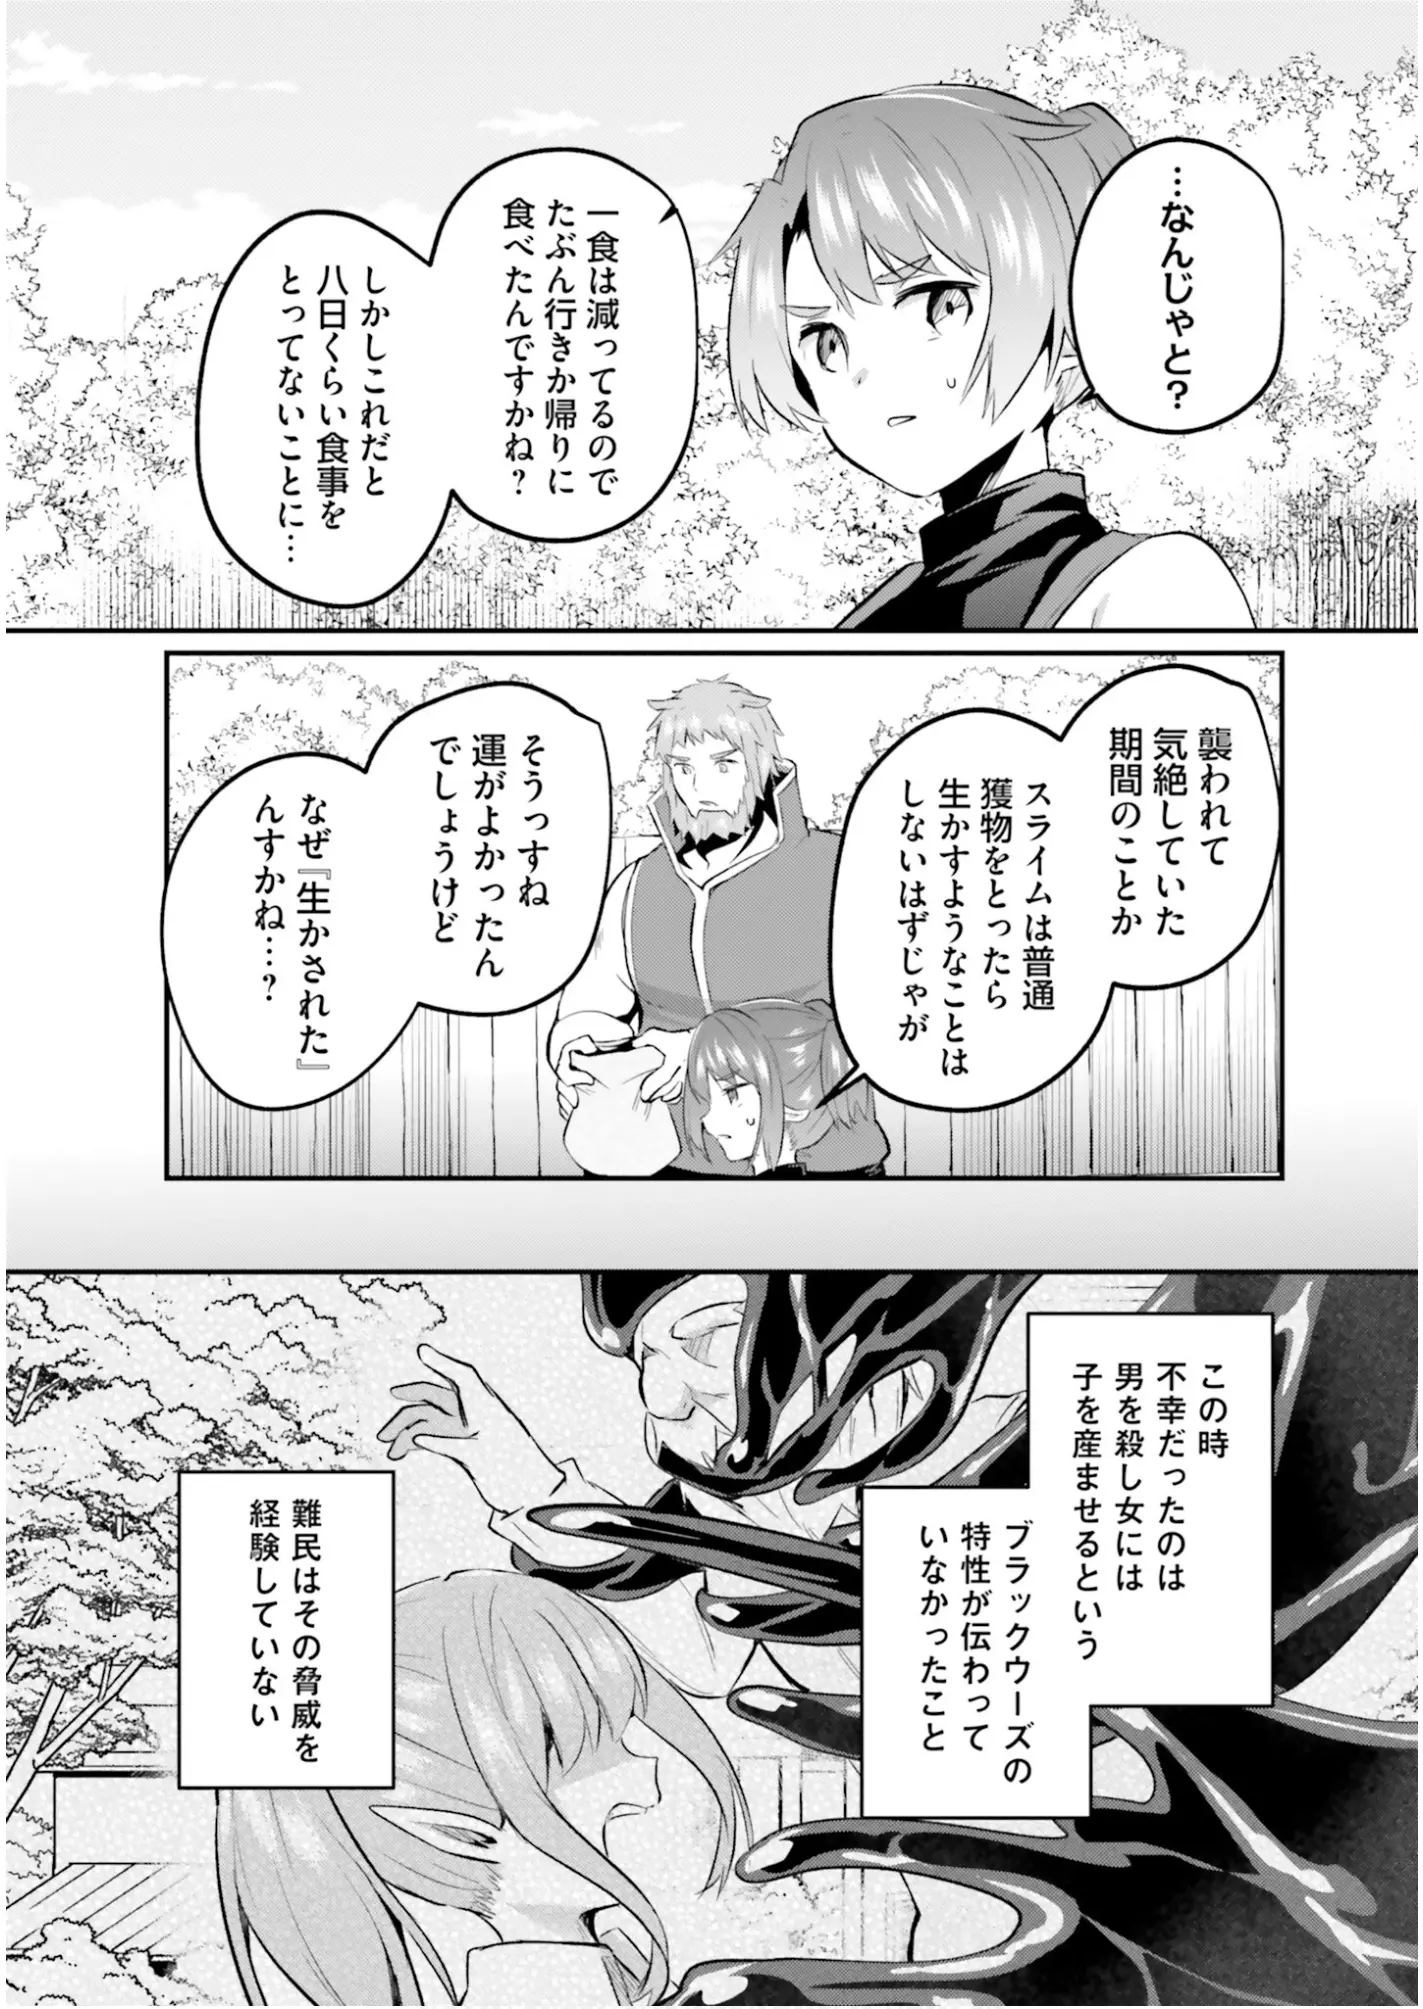 …なんじゃと？
一食は減ってるので
たぶん行きか帰りに
食べたんですかね？
しかしこれだと
八日くらい食事を
とってないことに…
襲われて
気絶していた
期間のことか
スライムは普通
獲物をとったら
生かすようなことは
しないはずじゃが
そうっすね
運がよかったん
でしょうけど
なぜ『生かされた』
んすかね…？
この時
不幸だったのは
男を殺し女には
子を産ませるという
ブラックウーズの
特性が伝わって
いなかったこと
難民はその脅威を
経験していない